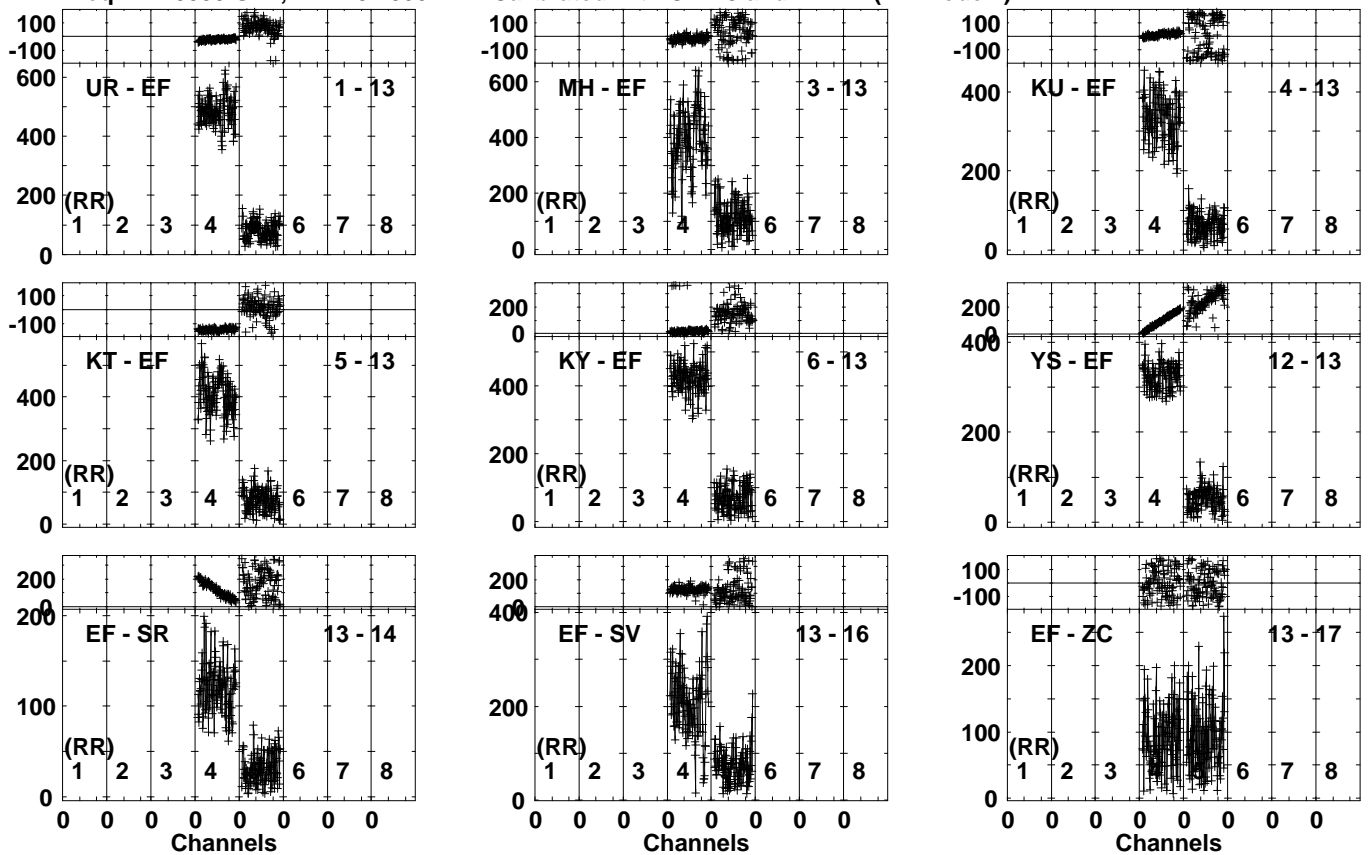 100
-100
600
400
200
0
UR - EF 1 - 13
(RR)
1 2 3 4 6 7 8
100
-100
600
400
200
0
MH - EF 3 - 13
(RR)
1 2 3 4 6 7 8
100
-100
400
200
0
KU - EF 4 - 13
(RR)
1 2 3 4 6 7 8
100
-100
400
200
0
KT - EF 5 - 13
(RR)
1 2 3 4 6 7 8
200
0
400
200
0
KY - EF 6 - 13
(RR)
1 2 3 4 6 7 8
200
0
400
200
0
YS - EF 12 - 13
(RR)
1 2 3 4 6 7 8
200
0
200
100
0
EF - SR 13 - 14
(RR)
1 2 3 4 6 7 8
0 0 0 0 0 0 0 0
Channels
200
0
400
200
0
EF - SV 13 - 16
(RR)
1 2 3 4 6 7 8
0 0 0 0 0 0 0 0
Channels
100
-100
200
100
0
EF - ZC 13 - 17
(RR)
1 2 3 6 7 8
0 0 0 0 0 0 0 0
Channels